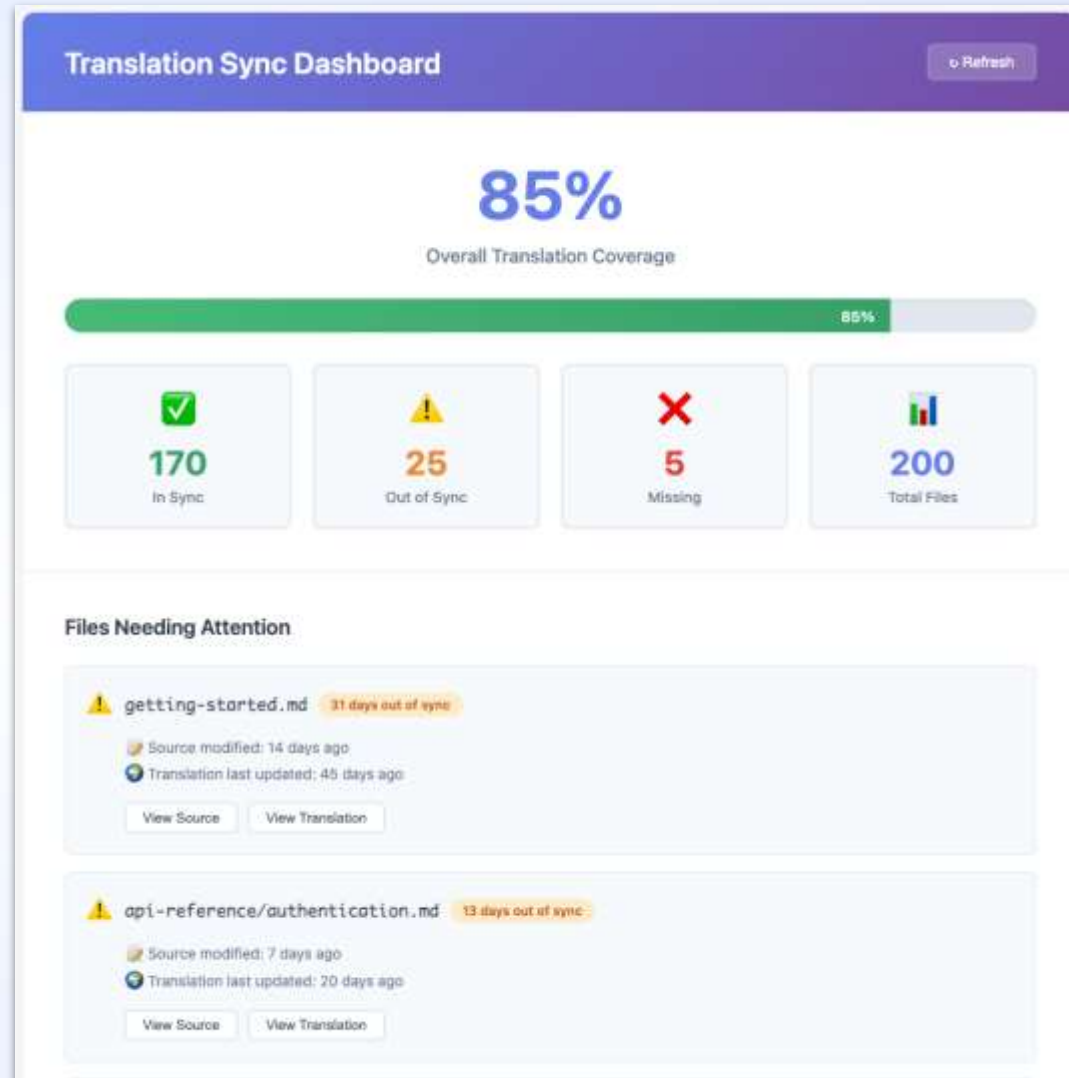 Translation Sync Dashboard
↻ Refresh
85%
Overall Translation Coverage
85%
170
In Sync
25
Out of Sync
5
Missing
200
Total Files
Files Needing Attention
getting-started.md 31 days out of sync
Source modified: 14 days ago
Translation last updated: 45 days ago
View Source View Translation
api-reference/authentication.md 13 days out of sync
Source modified: 7 days ago
Translation last updated: 20 days ago
View Source View Translation